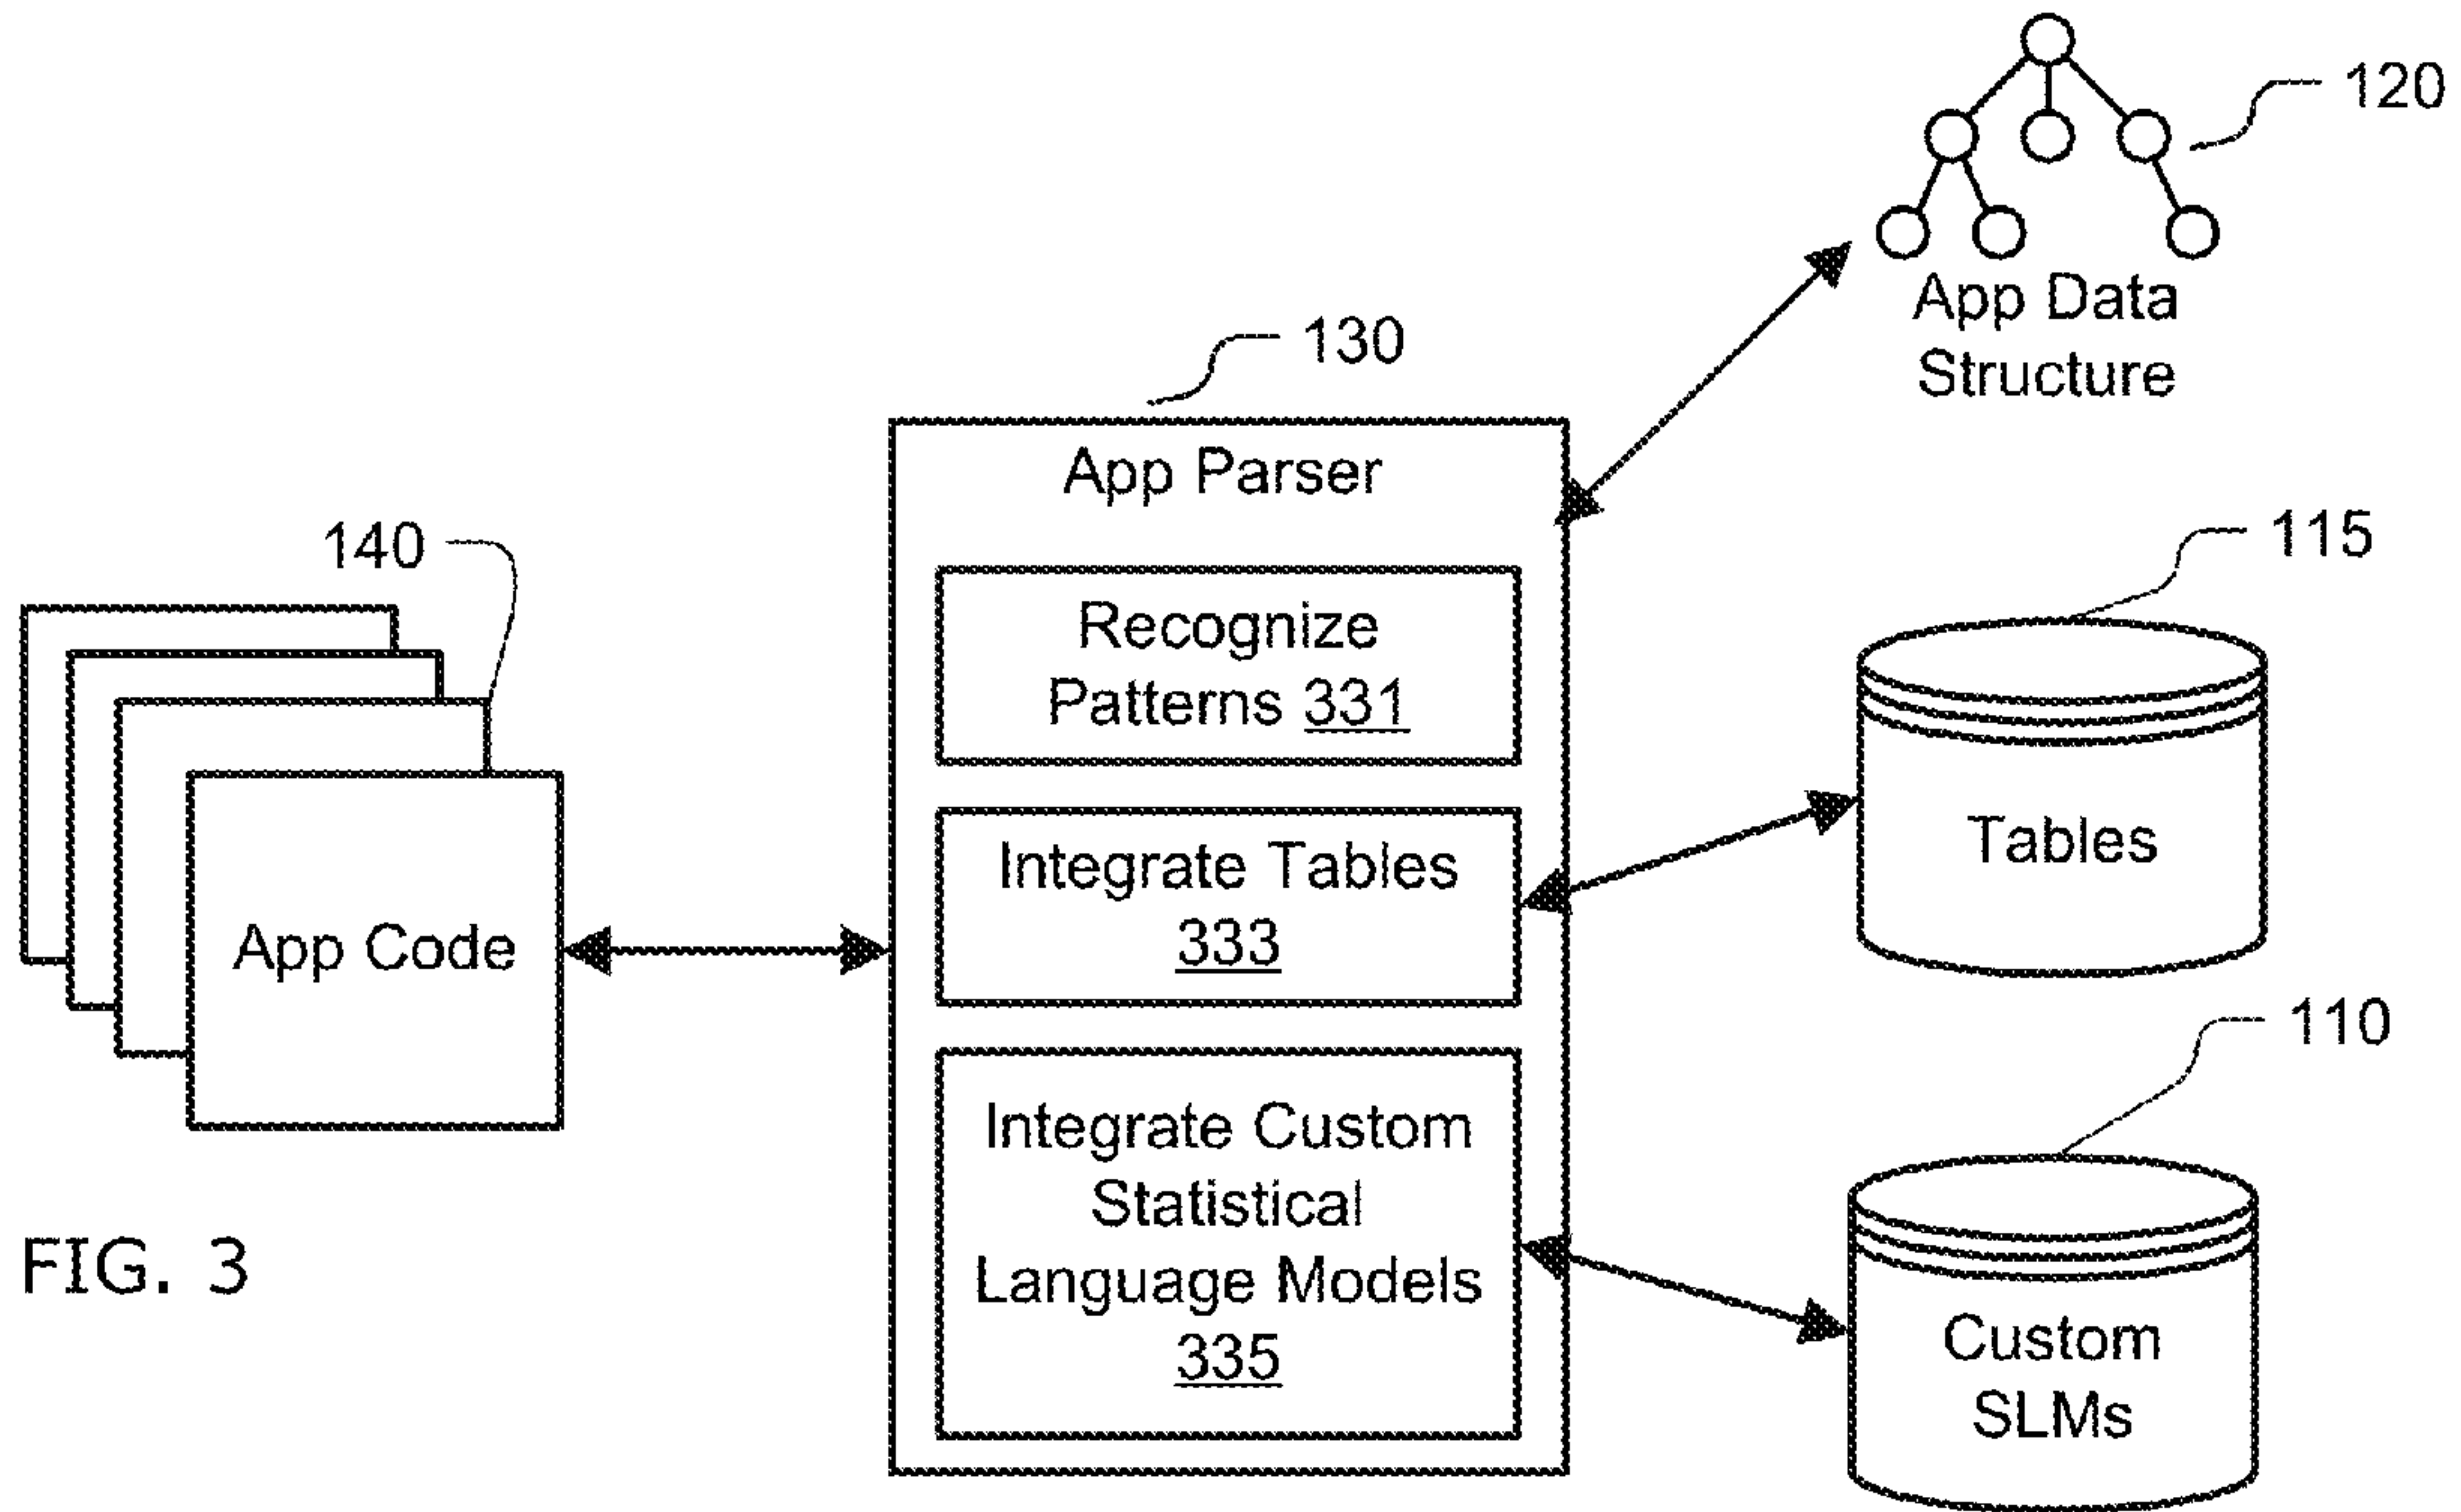 120
App Data
Structure
130
App Parser
115
140
Recognize
Patterns 331
Tables
Integrate Tables
333
App Code
110
Integrate Custom
Statistical
Language Models
335
Custom
SLMs
FIG. 3